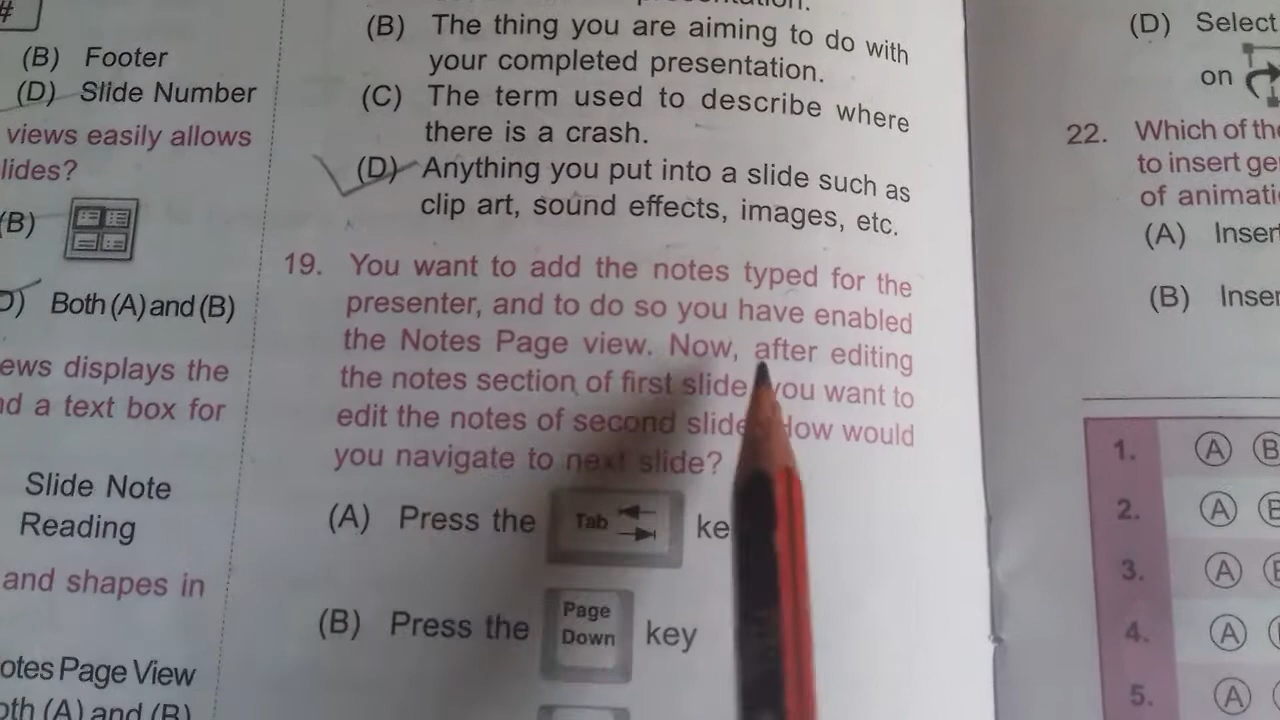 #
(B) Footer
(D) Slide Number
views easily allows
lides?
(B)
Both (A) and (B)
ews displays the
nd a text box for
Slide Note
Reading
and shapes in
otes Page View
oth (A) and (B)
(B) The thing you are aiming to do with
your completed presentation.
(C) The term used to describe where
there is a crash.
(D) Anything you put into a slide such as
clip art, sound effects, images, etc.
19. You want to add the notes typed for the
presenter, and to do so you have enabled
the Notes Page view. Now, after editing
the notes section of first slide you want to
edit the notes of second slide How would
you navigate to next slide?
(A) Press the Tab ke
(B) Press the Page Down key
(D) Select
on
22. Which of the
to insert ge
of animati
(A) Inser
(B) Inser
1. A B
2. A B
3. A
4. A
5. A